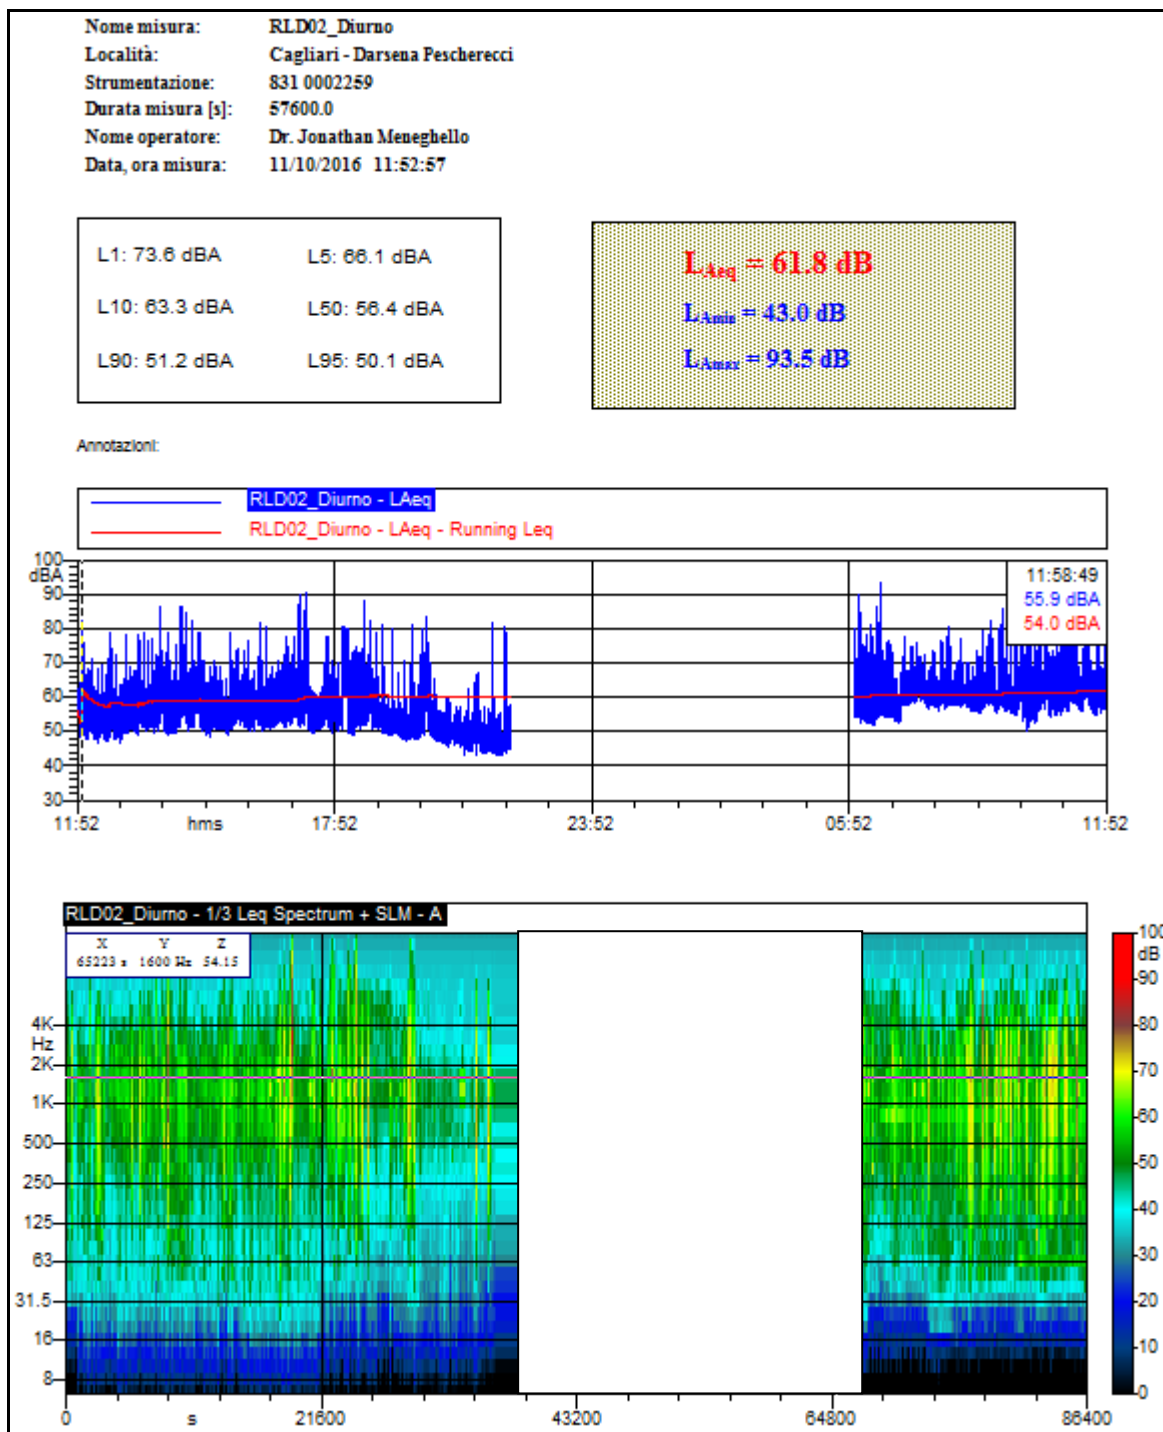 Nome misura: RLD02_Diurno
Località: Cagliari - Darsena Pescherecci
Strumentazione: 831 0002259
Durata misura [s]: 57600.0
Nome operatore: Dr. Jonathan Meneghello
Data, ora misura: 11/10/2016 11:52:57
L1: 73.6 dBA L5: 66.1 dBA
L10: 63.3 dBA L50: 56.4 dBA
L90: 51.2 dBA L95: 50.1 dBA
LAeq = 61.8 dB
LAmin = 43.0 dB
LAmax = 93.5 dB
Annotazioni:
RLD02_Diurno - LAeq
RLD02_Diurno - LAeq - Running Leq
100
dBA
90
80
70
60
50
40
30
11:58:49
55.9 dBA
54.0 dBA
11:52 hms 17:52 23:52 05:52 11:52
RLD02_Diurno - 1/3 Leq Spectrum + SLM - A
X Y Z
65223 s 1600 Hz 54.15
4K
Hz
2K
1K
500
250
125
63
31.5
16
8
0 s 21600 43200 64800 86400
100
dB
90
80
70
60
50
40
30
20
10
0